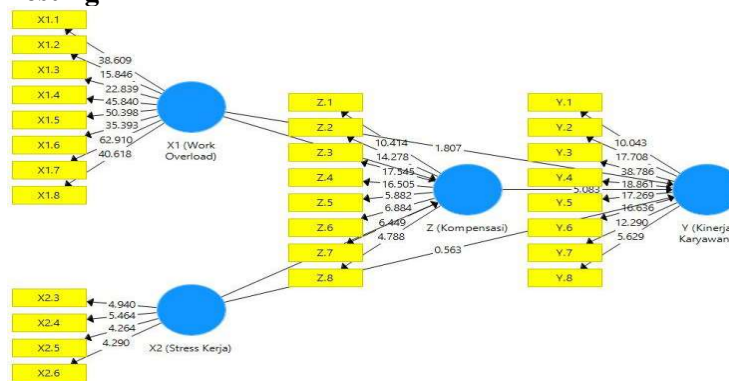 X1.1
X1.2
X1.3
X1.4
X1.5
X1.6
X1.7
X1.8
38.609
15.846
22.839
45.840
50.398
35.393
62.910
40.618
X1 (Work
Overload)
X2.3
X2.4
X2.5
X2.6
4.940
5.464
4.264
4.290
X2 (Stress Kerja)
Z.1
Z.2
Z.3
Z.4
Z.5
Z.6
Z.7
Z.8
10.414
14.278
17.545
16.505
5.882
6.884
6.449
4.788
Z (Kompensasi)
1.807
5.083
0.563
Y.1
Y.2
Y.3
Y.4
Y.5
Y.6
Y.7
Y.8
10.043
17.708
38.786
18.861
17.269
16.636
12.290
5.629
Y (Kinerja
Karyawan)